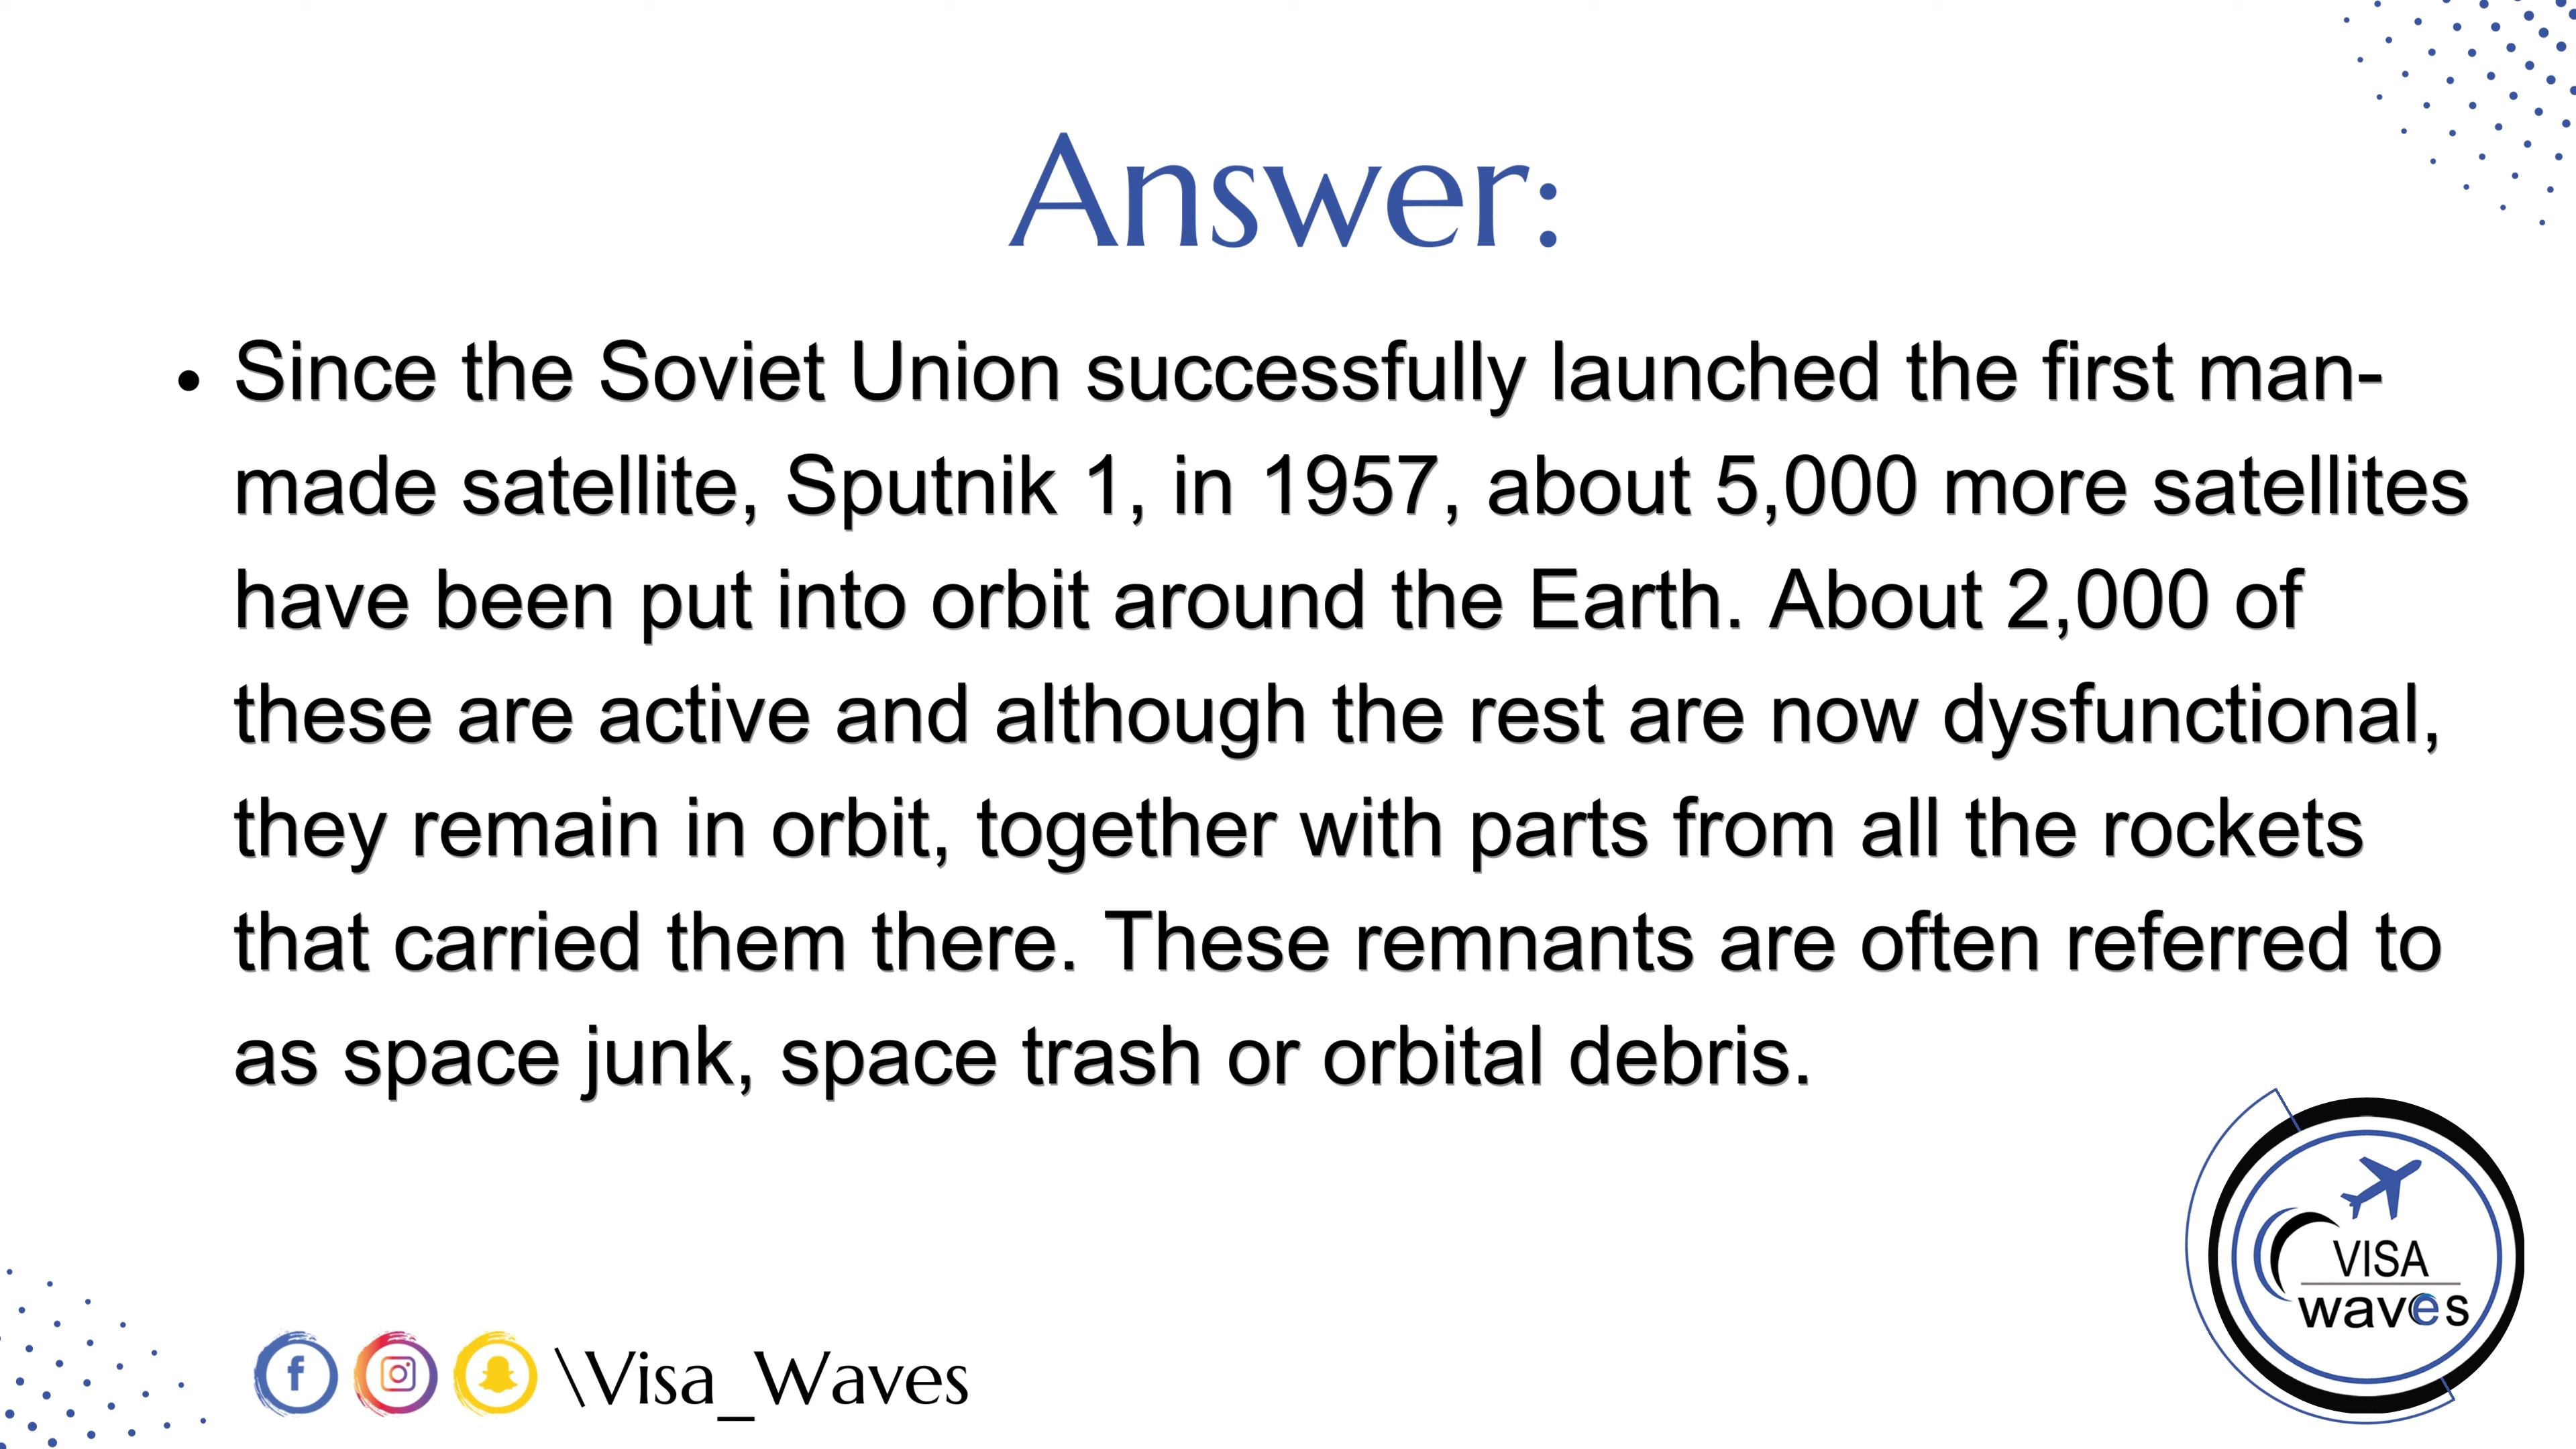 Answer:
• Since the Soviet Union successfully launched the first man-
made satellite, Sputnik 1, in 1957, about 5,000 more satellites
have been put into orbit around the Earth. About 2,000 of
these are active and although the rest are now dysfunctional,
they remain in orbit, together with parts from all the rockets
that carried them there. These remnants are often referred to
as space junk, space trash or orbital debris.
VISA
waves
\Visa_Waves